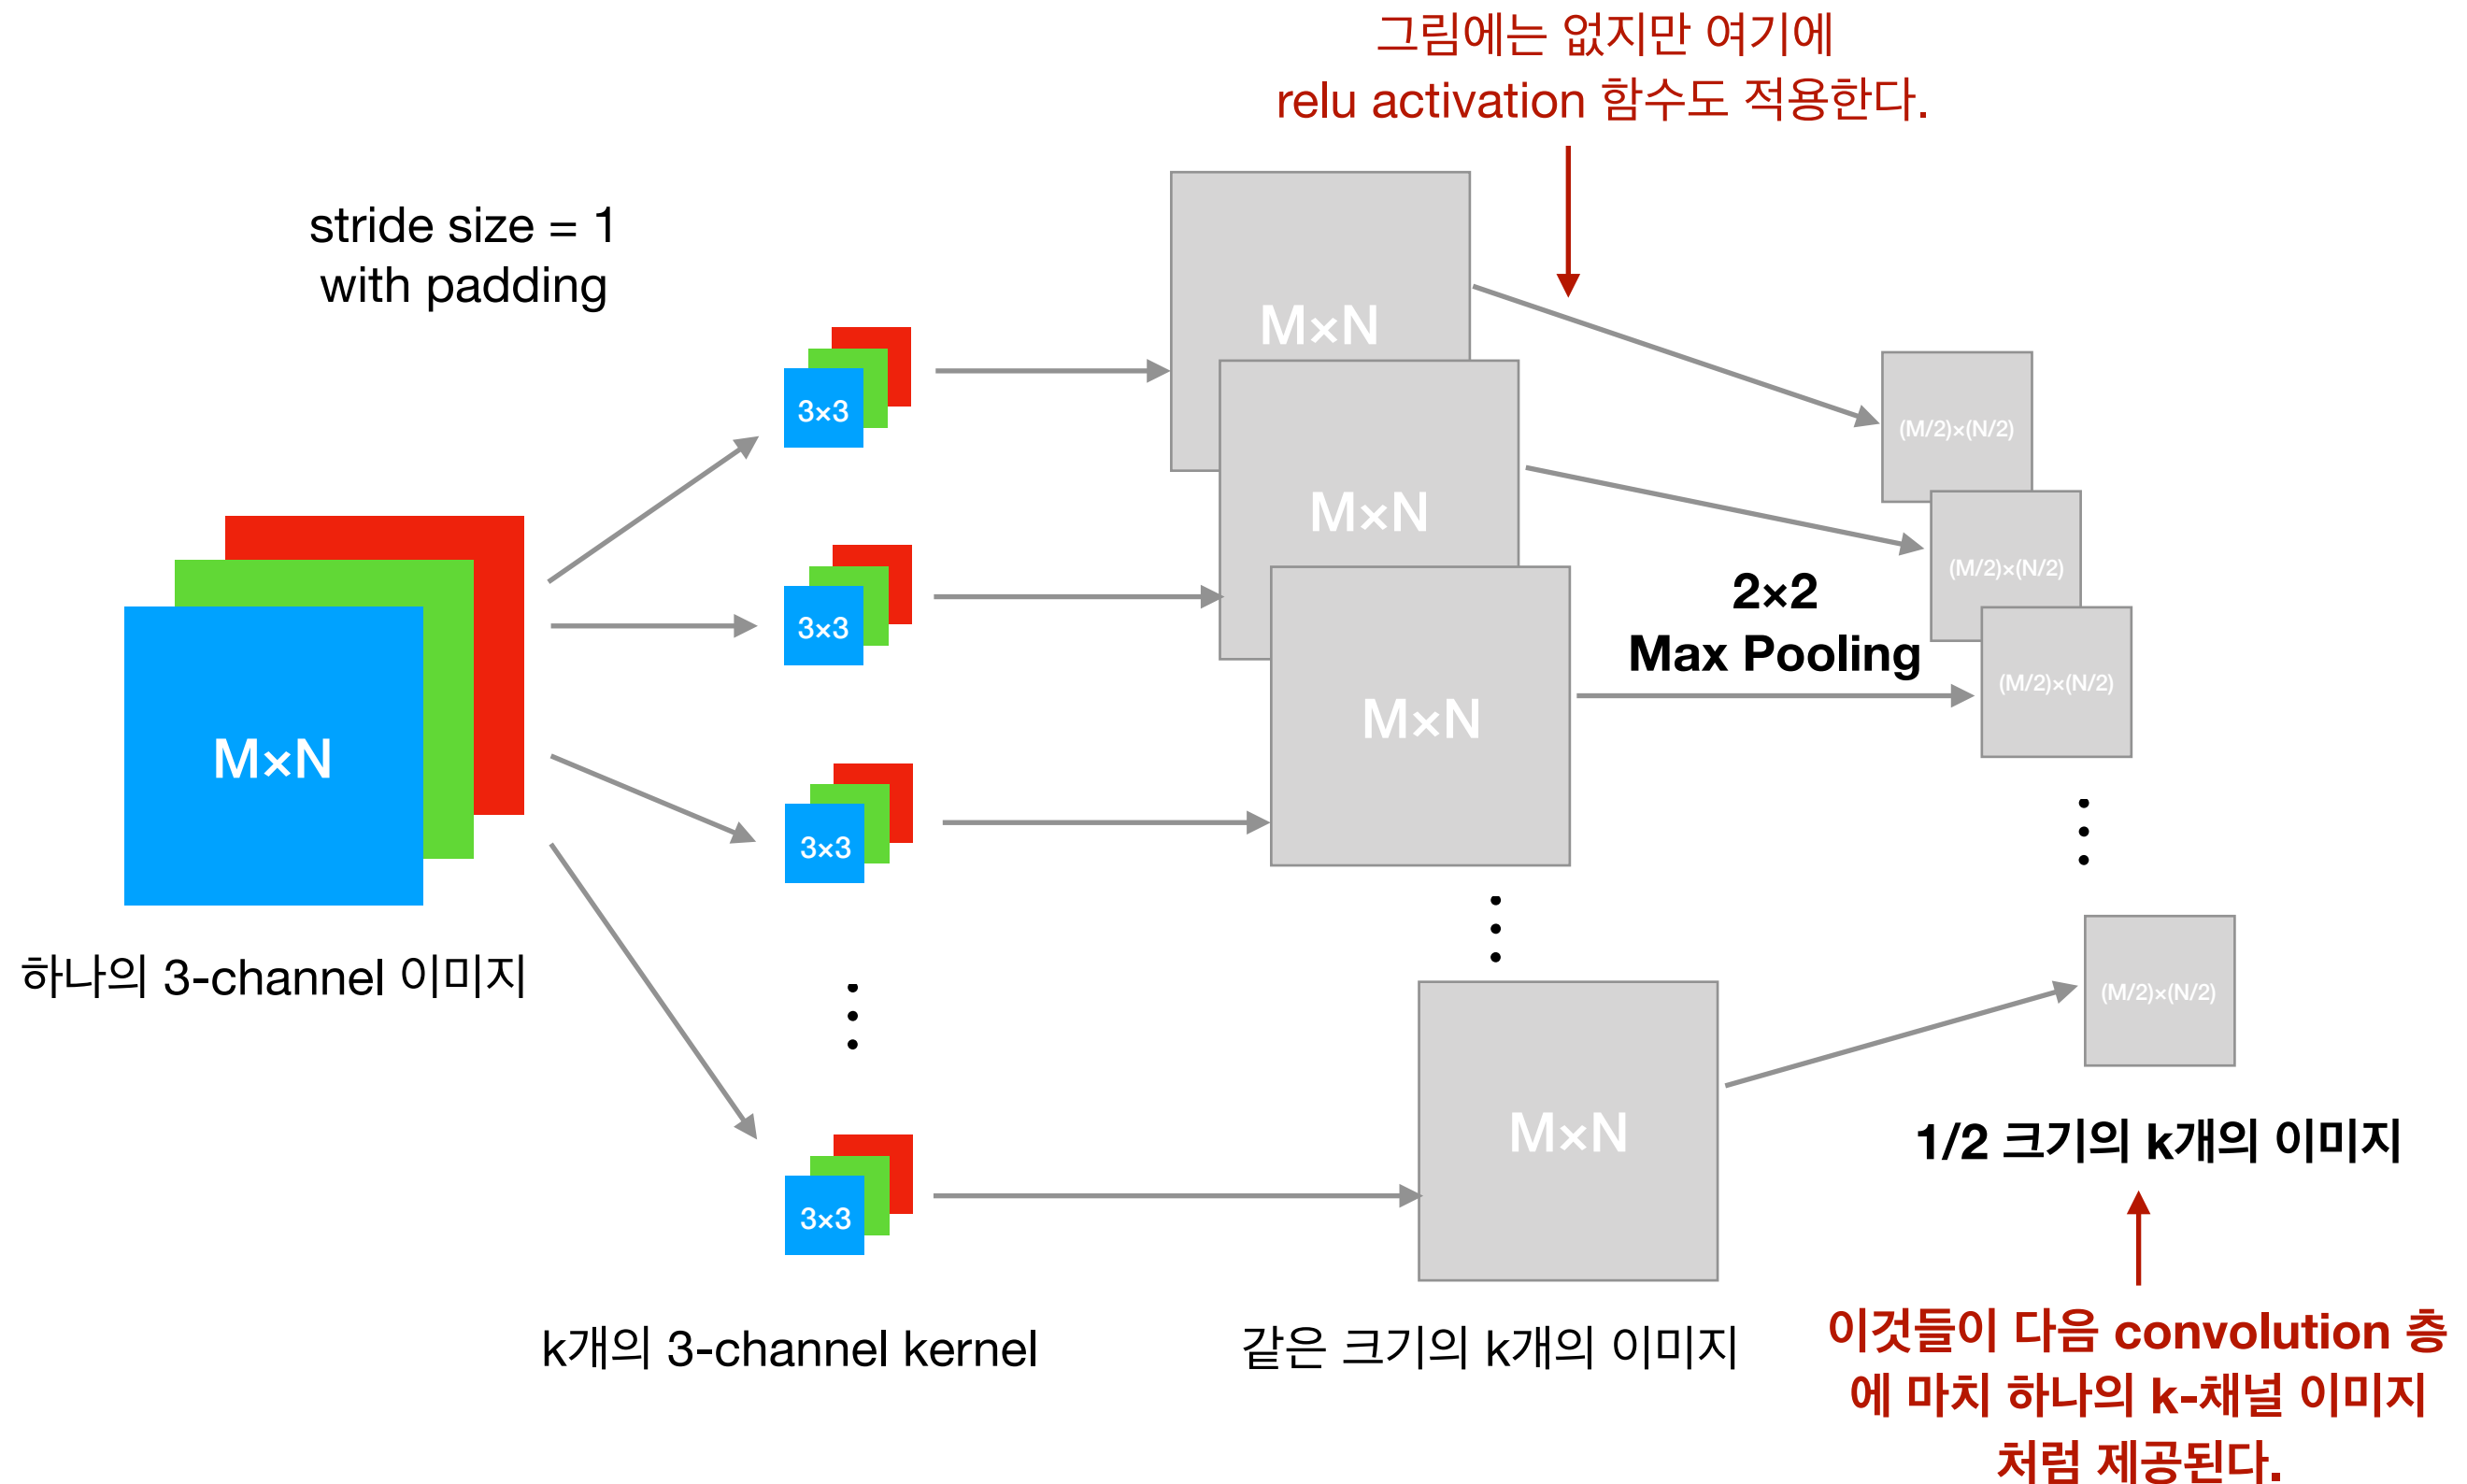 그림에는 없지만 여기에
relu activation 함수도 적용한다.
stride size = 1
with padding
M×N
3×3
(M/2)×(N/2)
M×N
3×3
(M/2)×(N/2)
2×2
Max Pooling
(M/2)×(N/2)
M×N
M×N
3×3
하나의 3-channel 이미지
(M/2)×(N/2)
M×N
1/2 크기의 k개의 이미지
3×3
k개의 3-channel kernel
같은 크기의 k개의 이미지
이것들이 다음 convolution 층
에 마치 하나의 k-채널 이미지
처럼 제공된다.